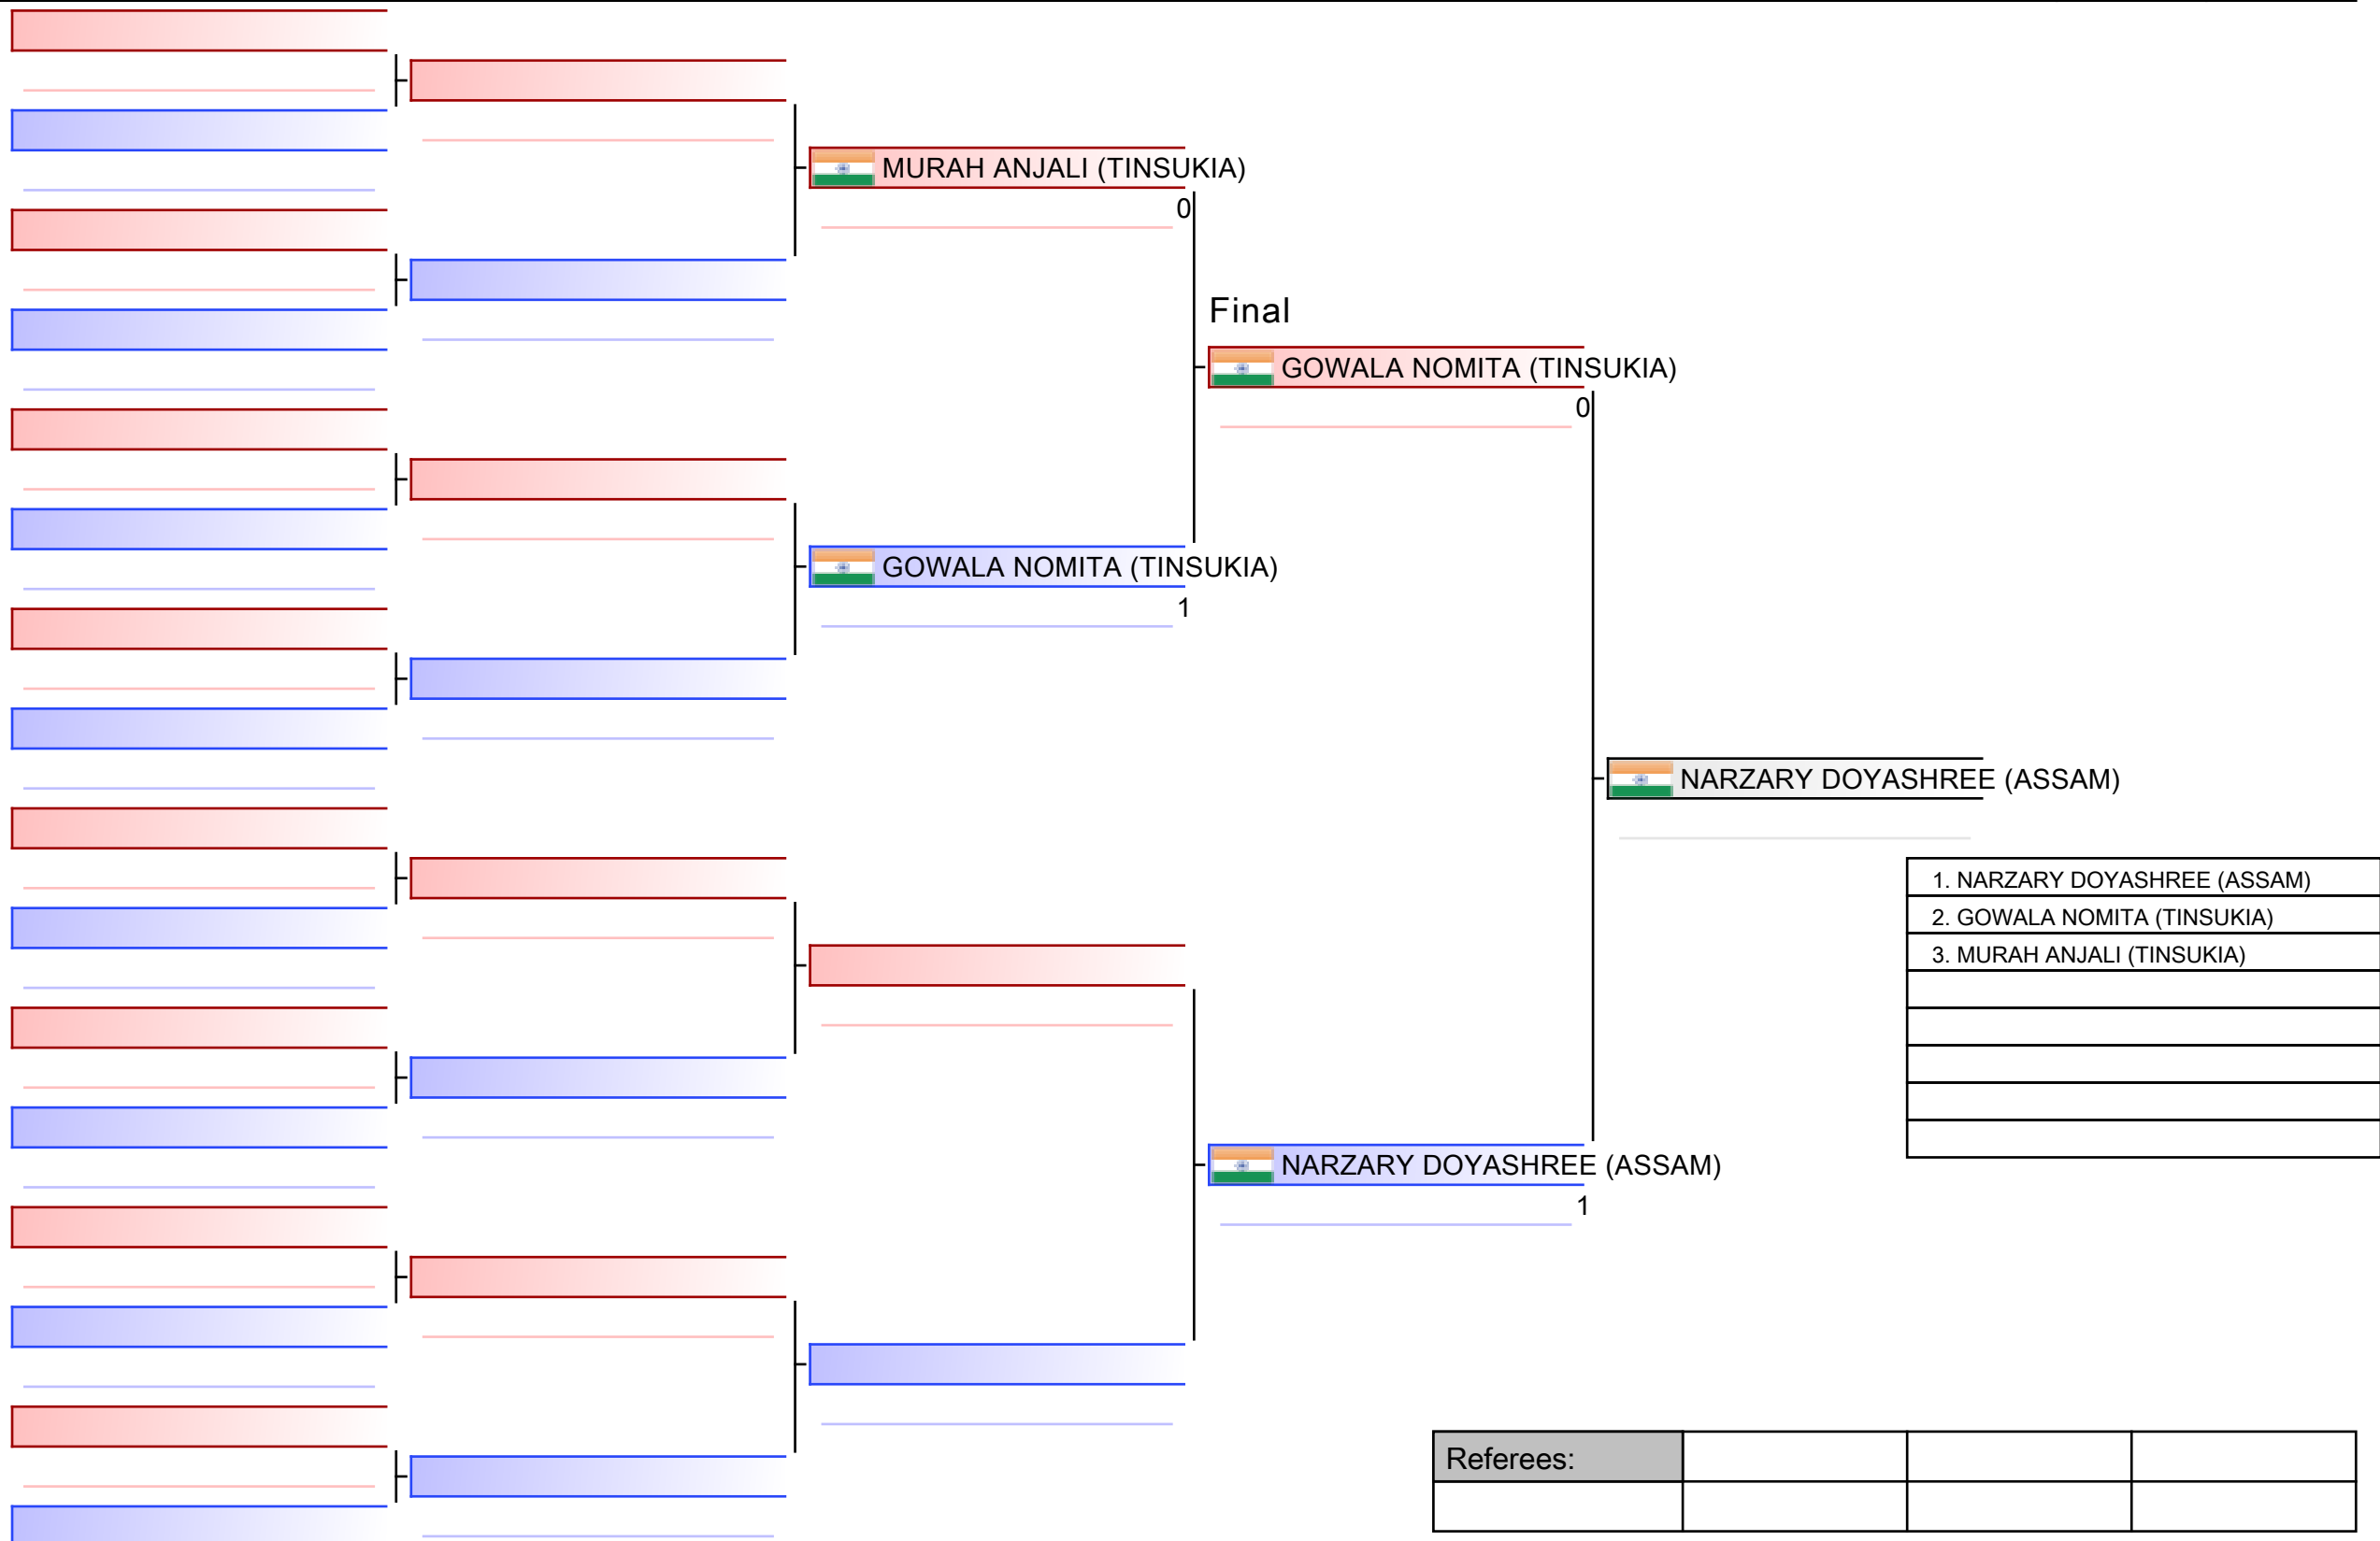 MURAH ANJALI (TINSUKIA)
0
Final
GOWALA NOMITA (TINSUKIA)
0
GOWALA NOMITA (TINSUKIA)
1
NARZARY DOYASHREE (ASSAM)
1. NARZARY DOYASHREE (ASSAM)
2. GOWALA NOMITA (TINSUKIA)
3. MURAH ANJALI (TINSUKIA)
NARZARY DOYASHREE (ASSAM)
1
Referees: